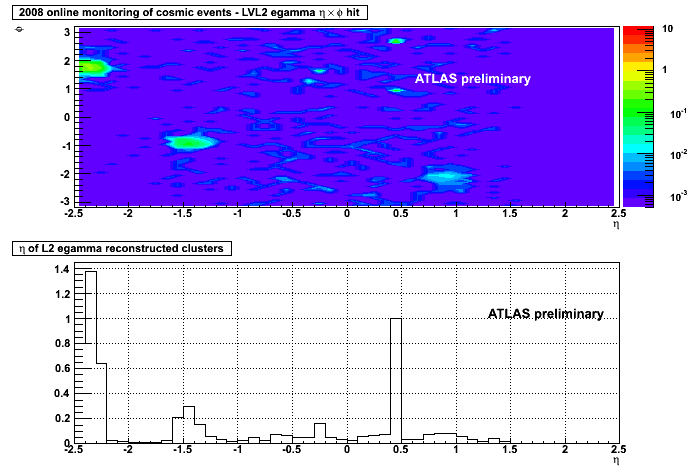 2008 online monitoring of cosmic events - LVL2 egamma η × φ hit
φ
3
2
1
0
-1
-2
-3
ATLAS preliminary
10
1
10⁻¹
10⁻²
10⁻³
-2.5 -2 -1.5 -1 -0.5 0 0.5 1 1.5 2 2.5
η
η of L2 egamma reconstructed clusters
1.4
1.2
1
0.8
0.6
0.4
0.2
0
ATLAS preliminary
-2.5 -2 -1.5 -1 -0.5 0 0.5 1 1.5 2 2.5
η